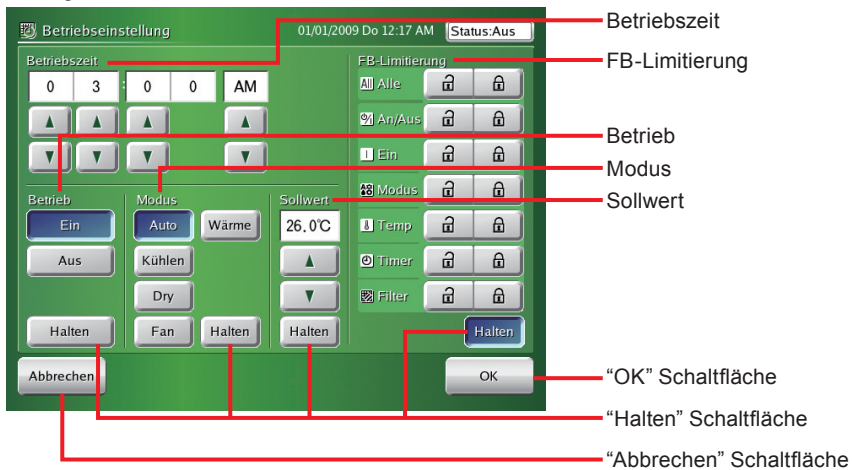 Betriebseinstellung 01/01/2009 Do 12:17 AM Status:Aus
Betriebszeit
FB-Limitierung
Betriebszeit
FB-Limitierung
0 3 : 0 0 AM
All Alle
An/Aus
Ein
Betrieb
Modus
Modus
Sollwert
Betrieb Modus Sollwert
Ein Auto Wärme 26.0°C
Temp
Aus Kühlen
Timer
Dry
Filter
Halten Fan Halten Halten Halten
Abbrechen OK
"OK" Schaltfläche
"Halten" Schaltfläche
"Abbrechen" Schaltfläche